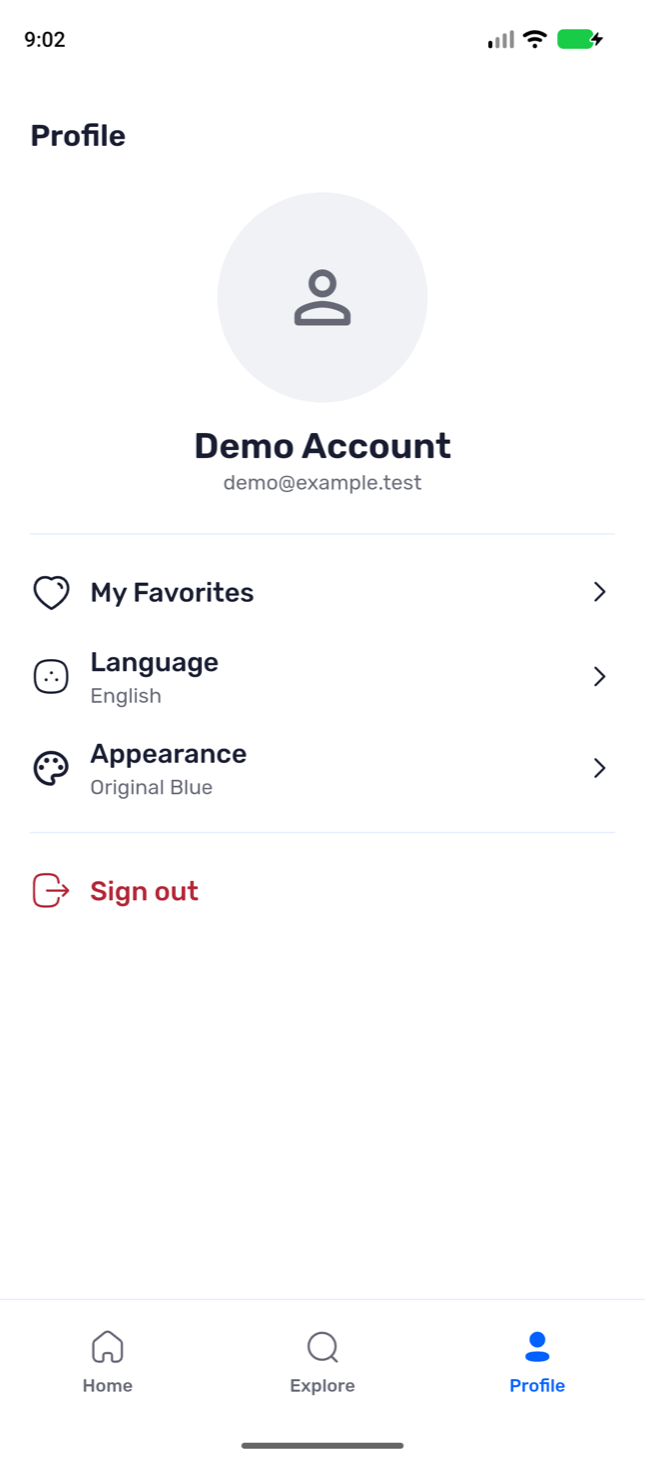 9:02
Profile
Demo Account
demo@example.test
My Favorites
Language
English
Appearance
Original Blue
Sign out
Home
Explore
Profile